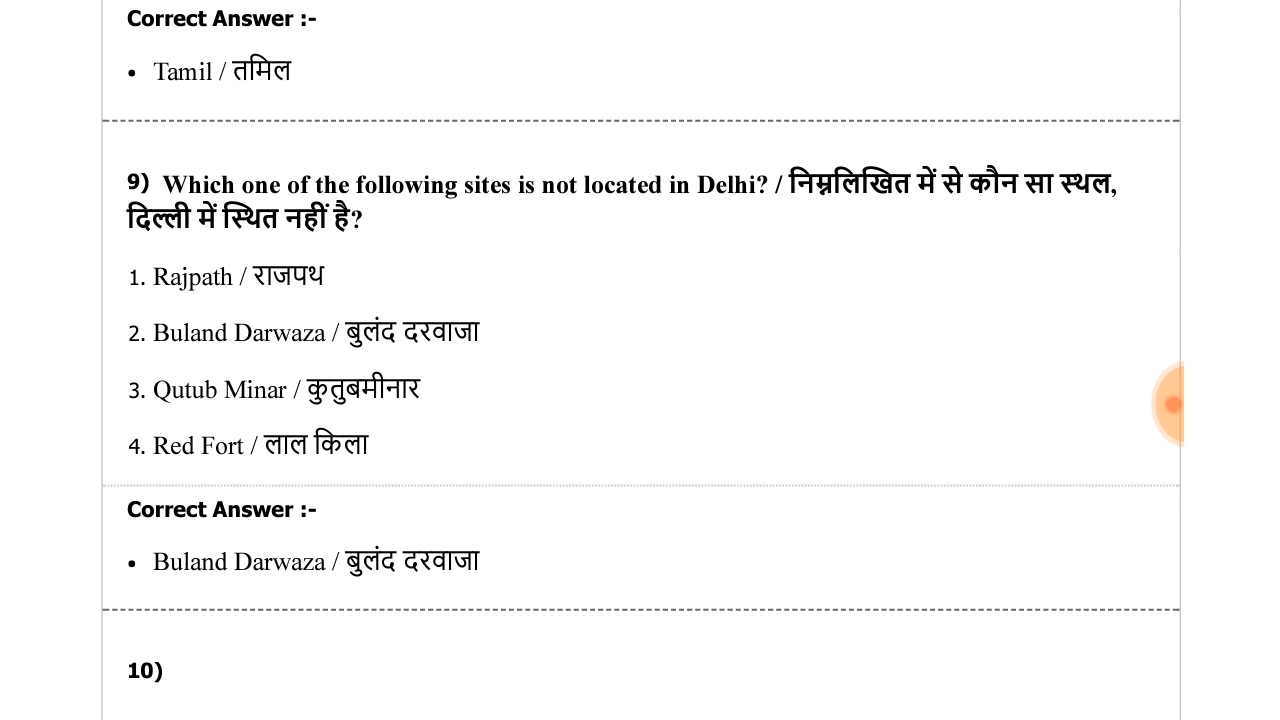 Correct Answer :-
• Tamil / तमिल
9) Which one of the following sites is not located in Delhi? / निम्नलिखित में से कौन सा स्थल,
दिल्ली में स्थित नहीं है?
1. Rajpath / राजपथ
2. Buland Darwaza / बुलंद दरवाजा
3. Qutub Minar / कुतुबमीनार
4. Red Fort / लाल किला
Correct Answer :-
• Buland Darwaza / बुलंद दरवाजा
10)